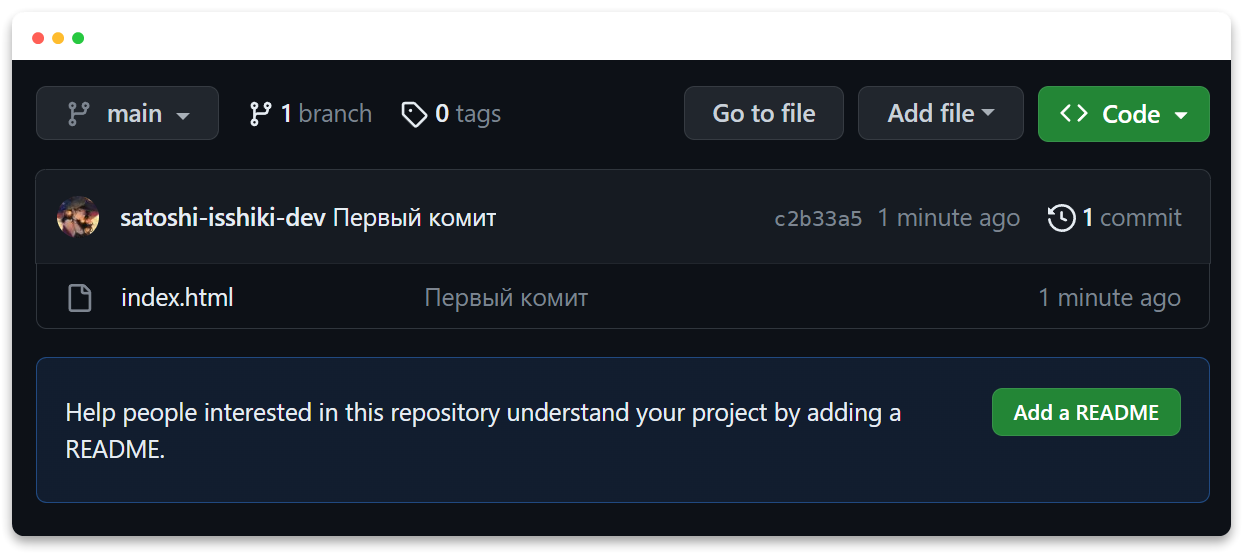 main 1 branch 0 tags Go to file Add file Code
satoshi-isshiki-dev Первый комит c2b33a5 1 minute ago 1 commit
index.html Первый комит 1 minute ago
Help people interested in this repository understand your project by adding a
README.
Add a README